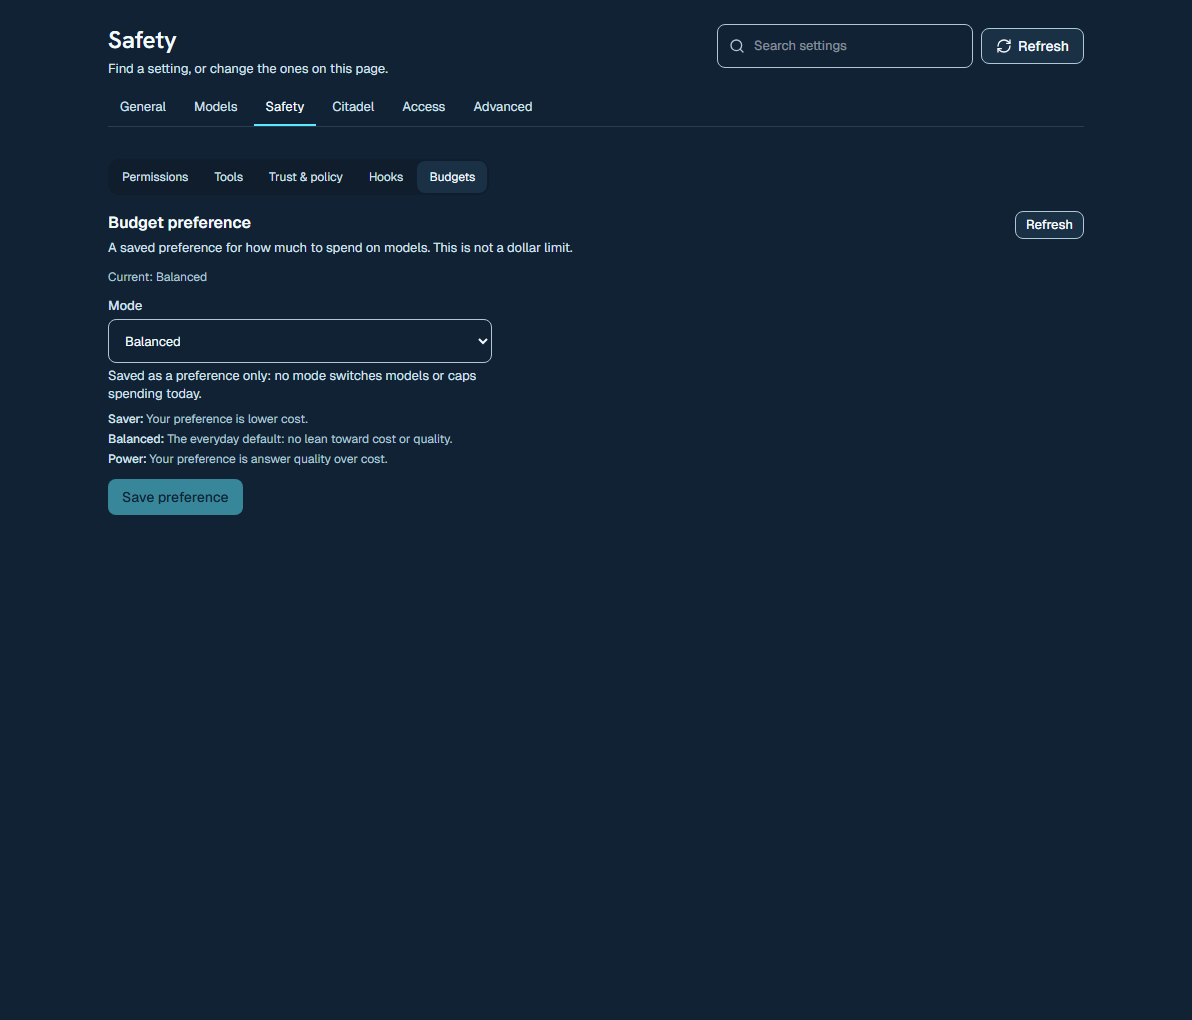 Safety
Find a setting, or change the ones on this page.
Search settings
Refresh
General
Models
Safety
Citadel
Access
Advanced
Permissions
Tools
Trust & policy
Hooks
Budgets
Budget preference
Refresh
A saved preference for how much to spend on models. This is not a dollar limit.
Current: Balanced
Mode
Balanced
Saved as a preference only: no mode switches models or caps
spending today.
Saver: Your preference is lower cost.
Balanced: The everyday default: no lean toward cost or quality.
Power: Your preference is answer quality over cost.
Save preference